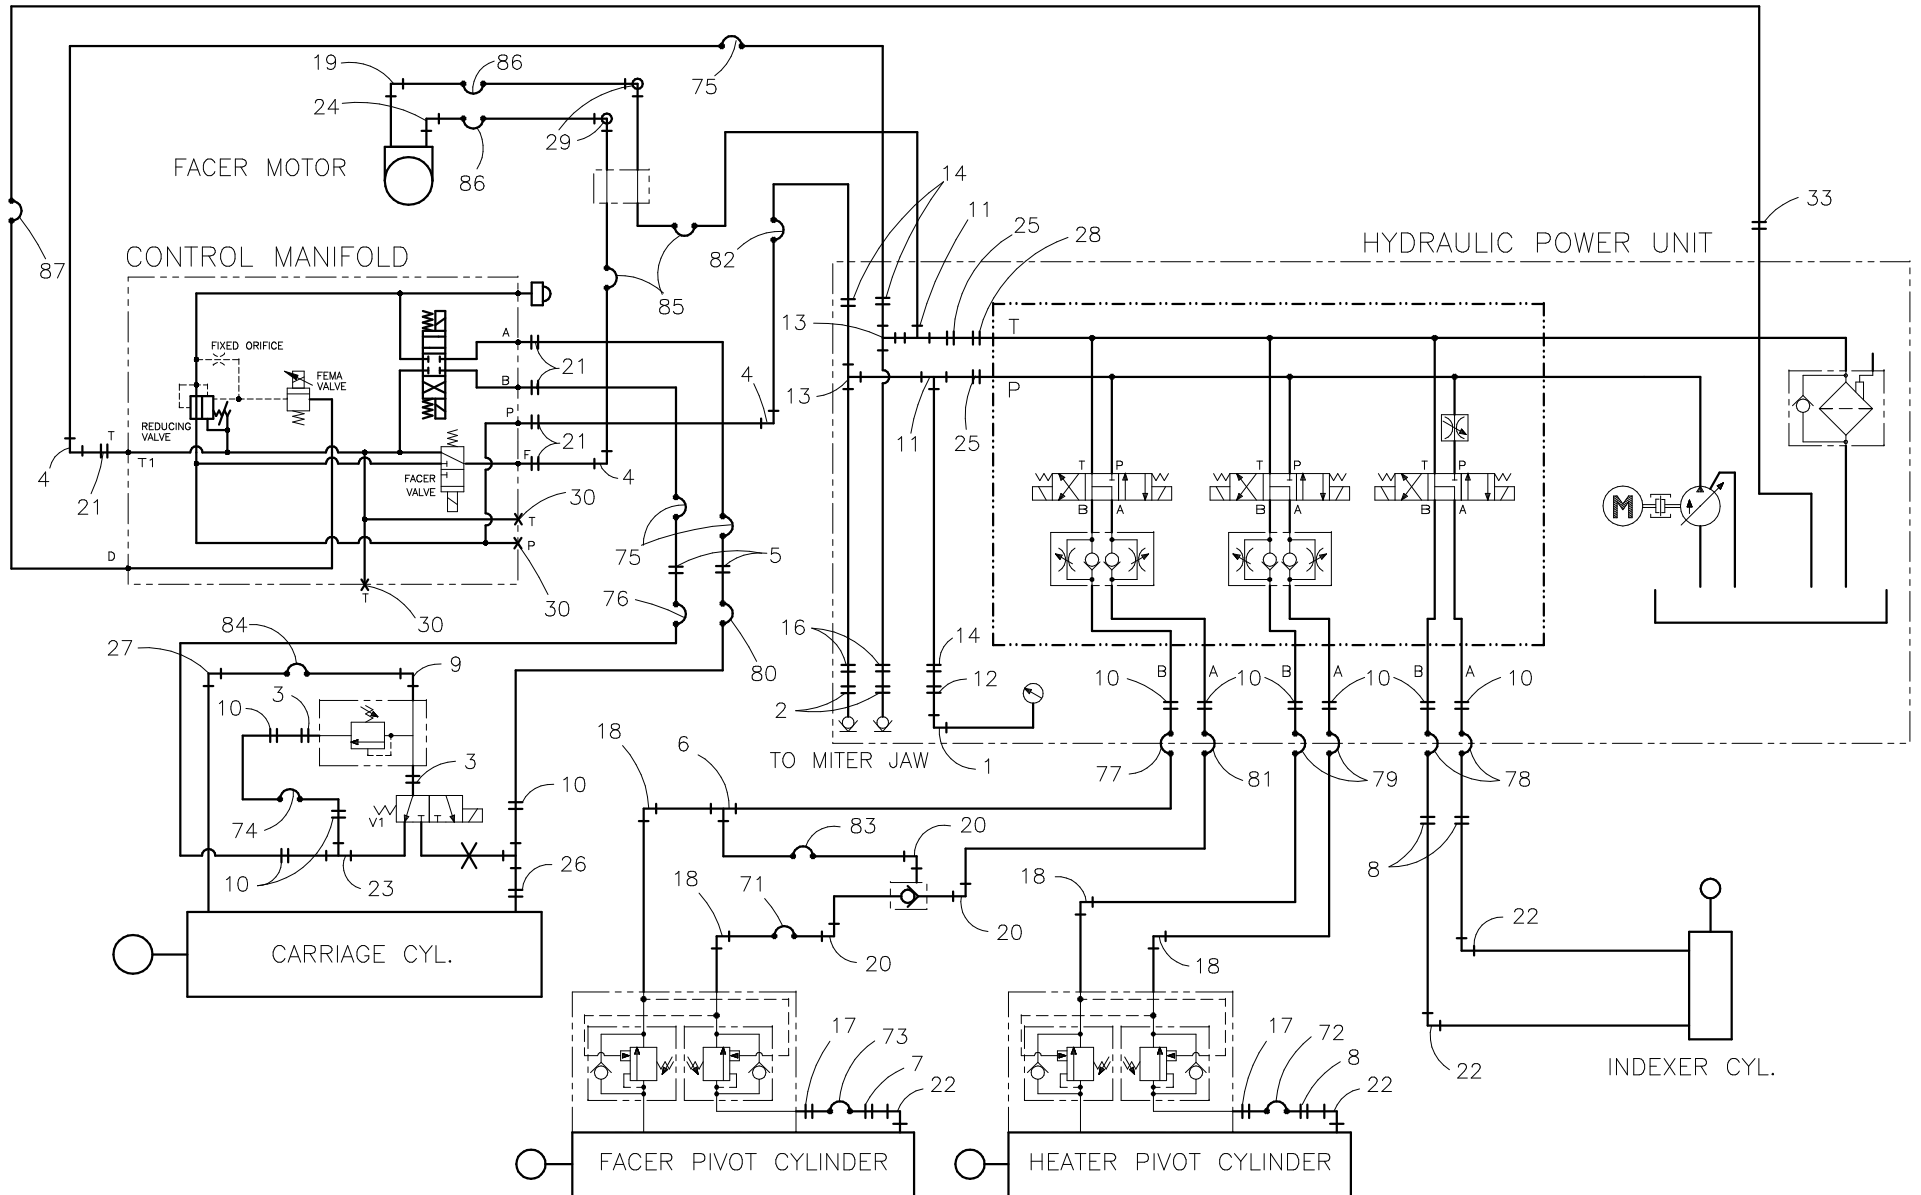 75
19
86
24
29
86
FACER MOTOR
14
11
25
28
33
82
87
CONTROL MANIFOLD
85
HYDRAULIC POWER UNIT
13
T
FIXED ORIFICE
A
21
FEMA
VALVE
B
4
P
13
P
REDUCING
VALVE
T
T1
P
21
11
25
4
21
F
FACER
VALVE
4
T P
T P
T P
30
T
P
B A
B A
B A
M
D
75
5
30
T
30
76
84
27
9
80
16
14
12
2
B
A
B
A
B
A
10
10
10
10
3
10
18
6
TO MITER JAW
1
77
81
79
78
3
V1
10
74
83
20
8
10
23
26
18
71
18
20
22
CARRIAGE CYL.
20
18
17
73
7
22
17
72
8
22
22
INDEXER CYL.
FACER PIVOT CYLINDER
HEATER PIVOT CYLINDER